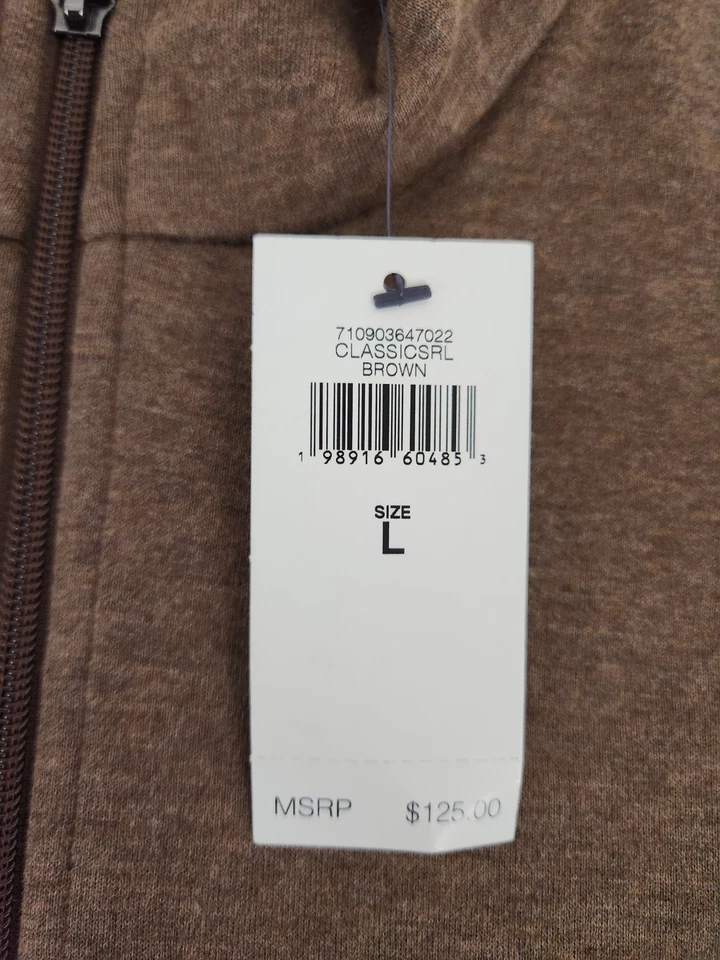 710903647022
CLASSICSRL
BROWN
1 98916 60485 3
SIZE
L
MSRP $125.00